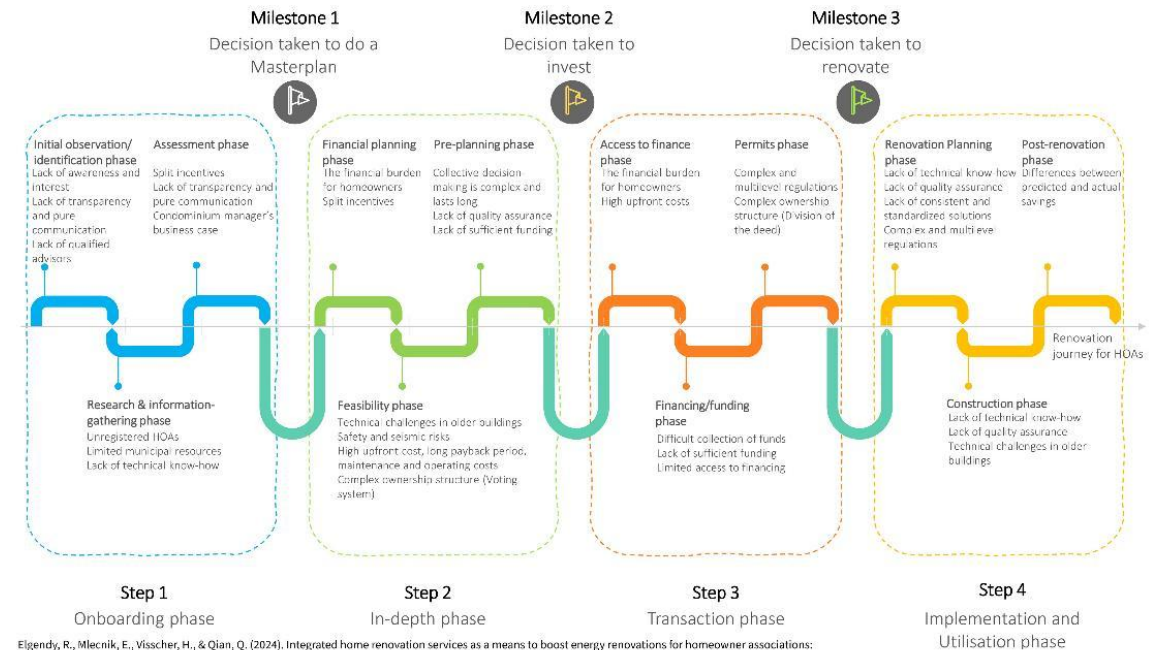 Milestone 1
Decision taken to do a
Masterplan
Milestone 2
Decision taken to
invest
Milestone 3
Decision taken to
renovate
Initial observation/
identification phase
Lack of awareness and
interest
Lack of transparency
and pure
communication
Lack of qualified
advisors
Assessment phase
Split incentives
Lack of transparency and
pure communication
Condominium manager's
business case
Financial planning
phase
The financial burden
for homeowners
Split incentives
Pre-planning phase
Collective decision
making is complex and
lasts long
Lack of quality assurance
Lack of sufficient funding
Access to finance
phase
The financial burden
for homeowners
High upfront costs
Permits phase
Complex and
multilevel regulations
Complex ownership
structure (Division of
the deed)
Renovation Planning
phase
Lack of technical know-how
Lack of quality assurance
Lack of consistent and
standardized solutions
Complex and multilevel
regulations
Post-renovation
phase
Differences between
predicted and actual
savings
Renovation
journey for HOAs
Research & information-
gathering phase
Unregistered HOAs
Limited municipal resources
Lack of technical know-how
Feasibility phase
Technical challenges in older buildings
Safety and seismic risks
High upfront cost, long payback period,
maintenance and operating costs
Complex ownership structure (Voting
system)
Financing/funding
phase
Difficult collection of funds
Lack of sufficient funding
Limited access to financing
Construction phase
Lack of technical know-how
Lack of quality assurance
Technical challenges in older
buildings
Step 1
Onboarding phase
Step 2
In-depth phase
Step 3
Transaction phase
Step 4
Implementation and
Utilisation phase
Elgendy, R., Mlecnik, E., Visscher, H., & Qian, Q. (2024). Integrated home renovation services as a means to boost energy renovations for homeowner associations: